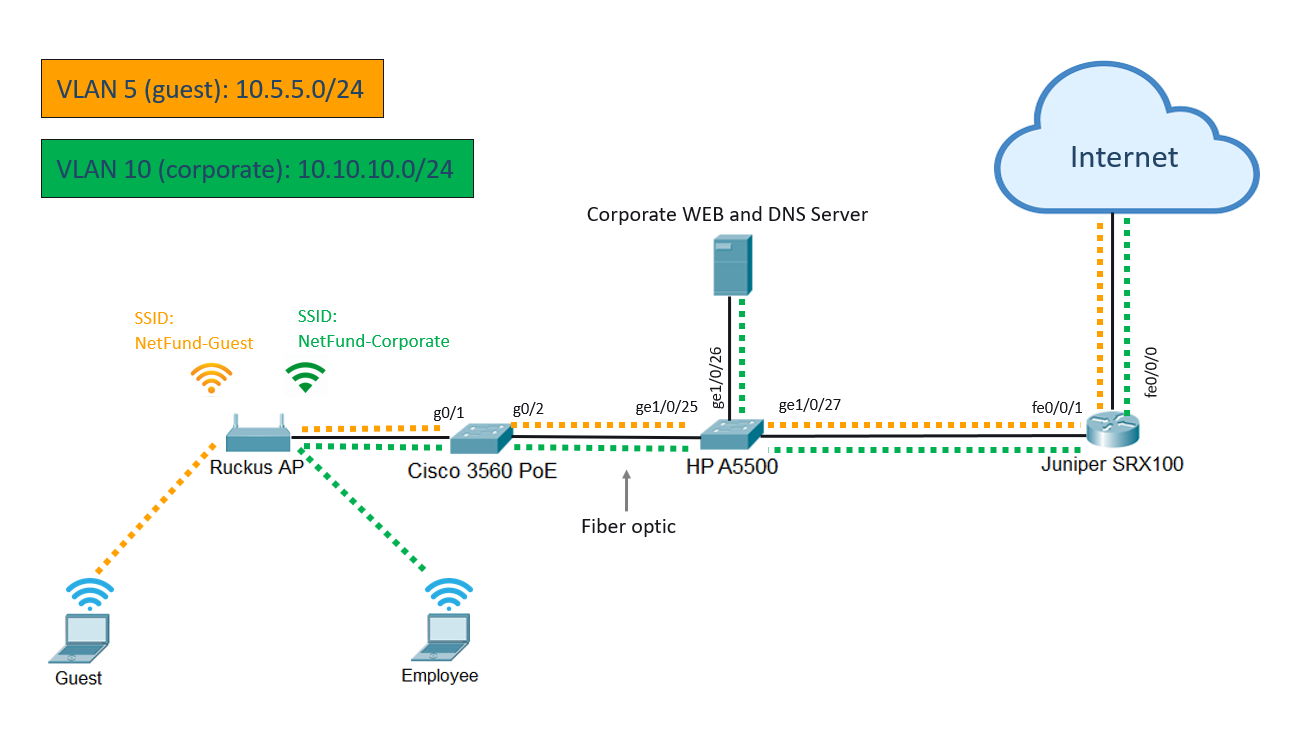 VLAN 5 (guest): 10.5.5.0/24
VLAN 10 (corporate): 10.10.10.0/24
Internet
Corporate WEB and DNS Server
SSID:
NetFund-Guest
SSID:
NetFund-Corporate
ge1/0/26
fe0/0/0
g0/1
g0/2
ge1/0/25
ge1/0/27
fe0/0/1
Ruckus AP
Cisco 3560 PoE
HP A5500
Juniper SRX100
Fiber optic
Guest
Employee